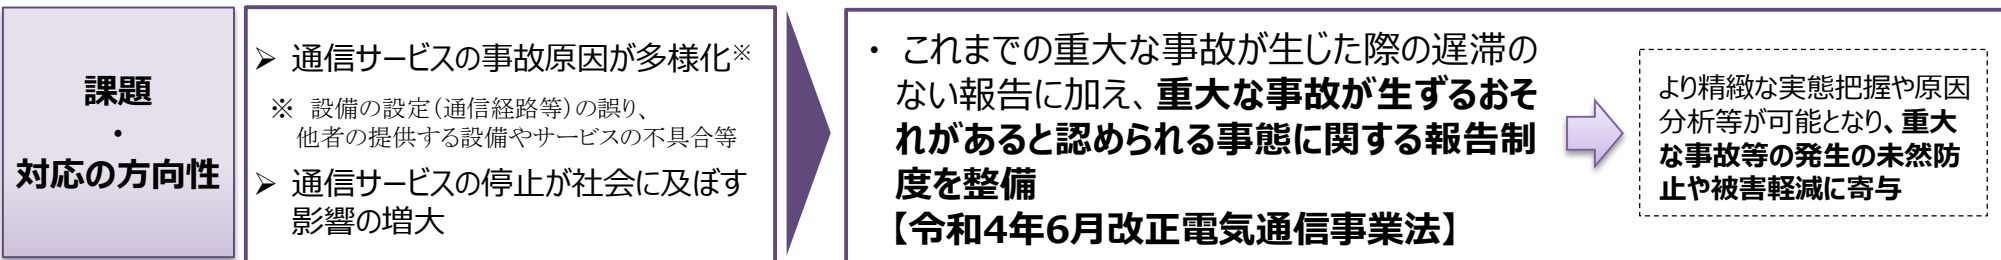 課題
・
対応の方向性
➢ 通信サービスの事故原因が多様化※
※ 設備の設定(通信経路等)の誤り、
他者の提供する設備やサービスの不具合等
➢ 通信サービスの停止が社会に及ぼす
影響の増大
・ これまでの重大な事故が生じた際の遅滞の
ない報告に加え、重大な事故が生ずるおそ
れがあると認められる事態に関する報告制
度を整備
【令和4年6月改正電気通信事業法】
より精緻な実態把握や原因
分析等が可能となり、重大
な事故等の発生の未然防
止や被害軽減に寄与